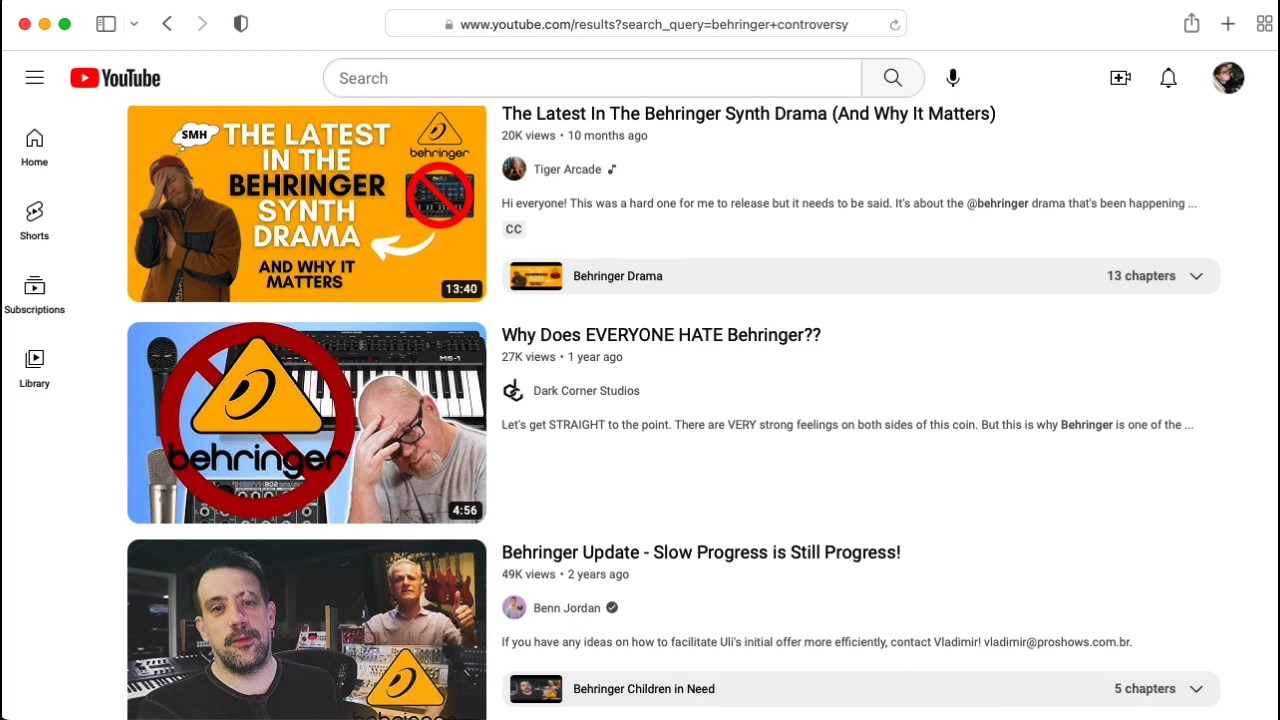 www.youtube.com/results?search_query=behringer+controversy
YouTube
Search
Home
Shorts
Subscriptions
Library
SMH
THE LATEST
IN THE
BEHRINGER
SYNTH
DRAMA
AND WHY IT
MATTERS
behringer
13:40
The Latest In The Behringer Synth Drama (And Why It Matters)
20K views • 10 months ago
Tiger Arcade
Hi everyone! This was a hard one for me to release but it needs to be said. It's about the @behringer drama that's been happening ...
CC
Behringer Drama
13 chapters
MS-1
behringer
4:56
Why Does EVERYONE HATE Behringer??
27K views • 1 year ago
Dark Corner Studios
Let's get STRAIGHT to the point. There are VERY strong feelings on both sides of this coin. But this is why Behringer is one of the ...
behringer
Behringer Update - Slow Progress is Still Progress!
49K views • 2 years ago
Benn Jordan
If you have any ideas on how to facilitate Uli's initial offer more efficiently, contact Vladimir! vladimir@proshows.com.br.
Behringer Children in Need
5 chapters